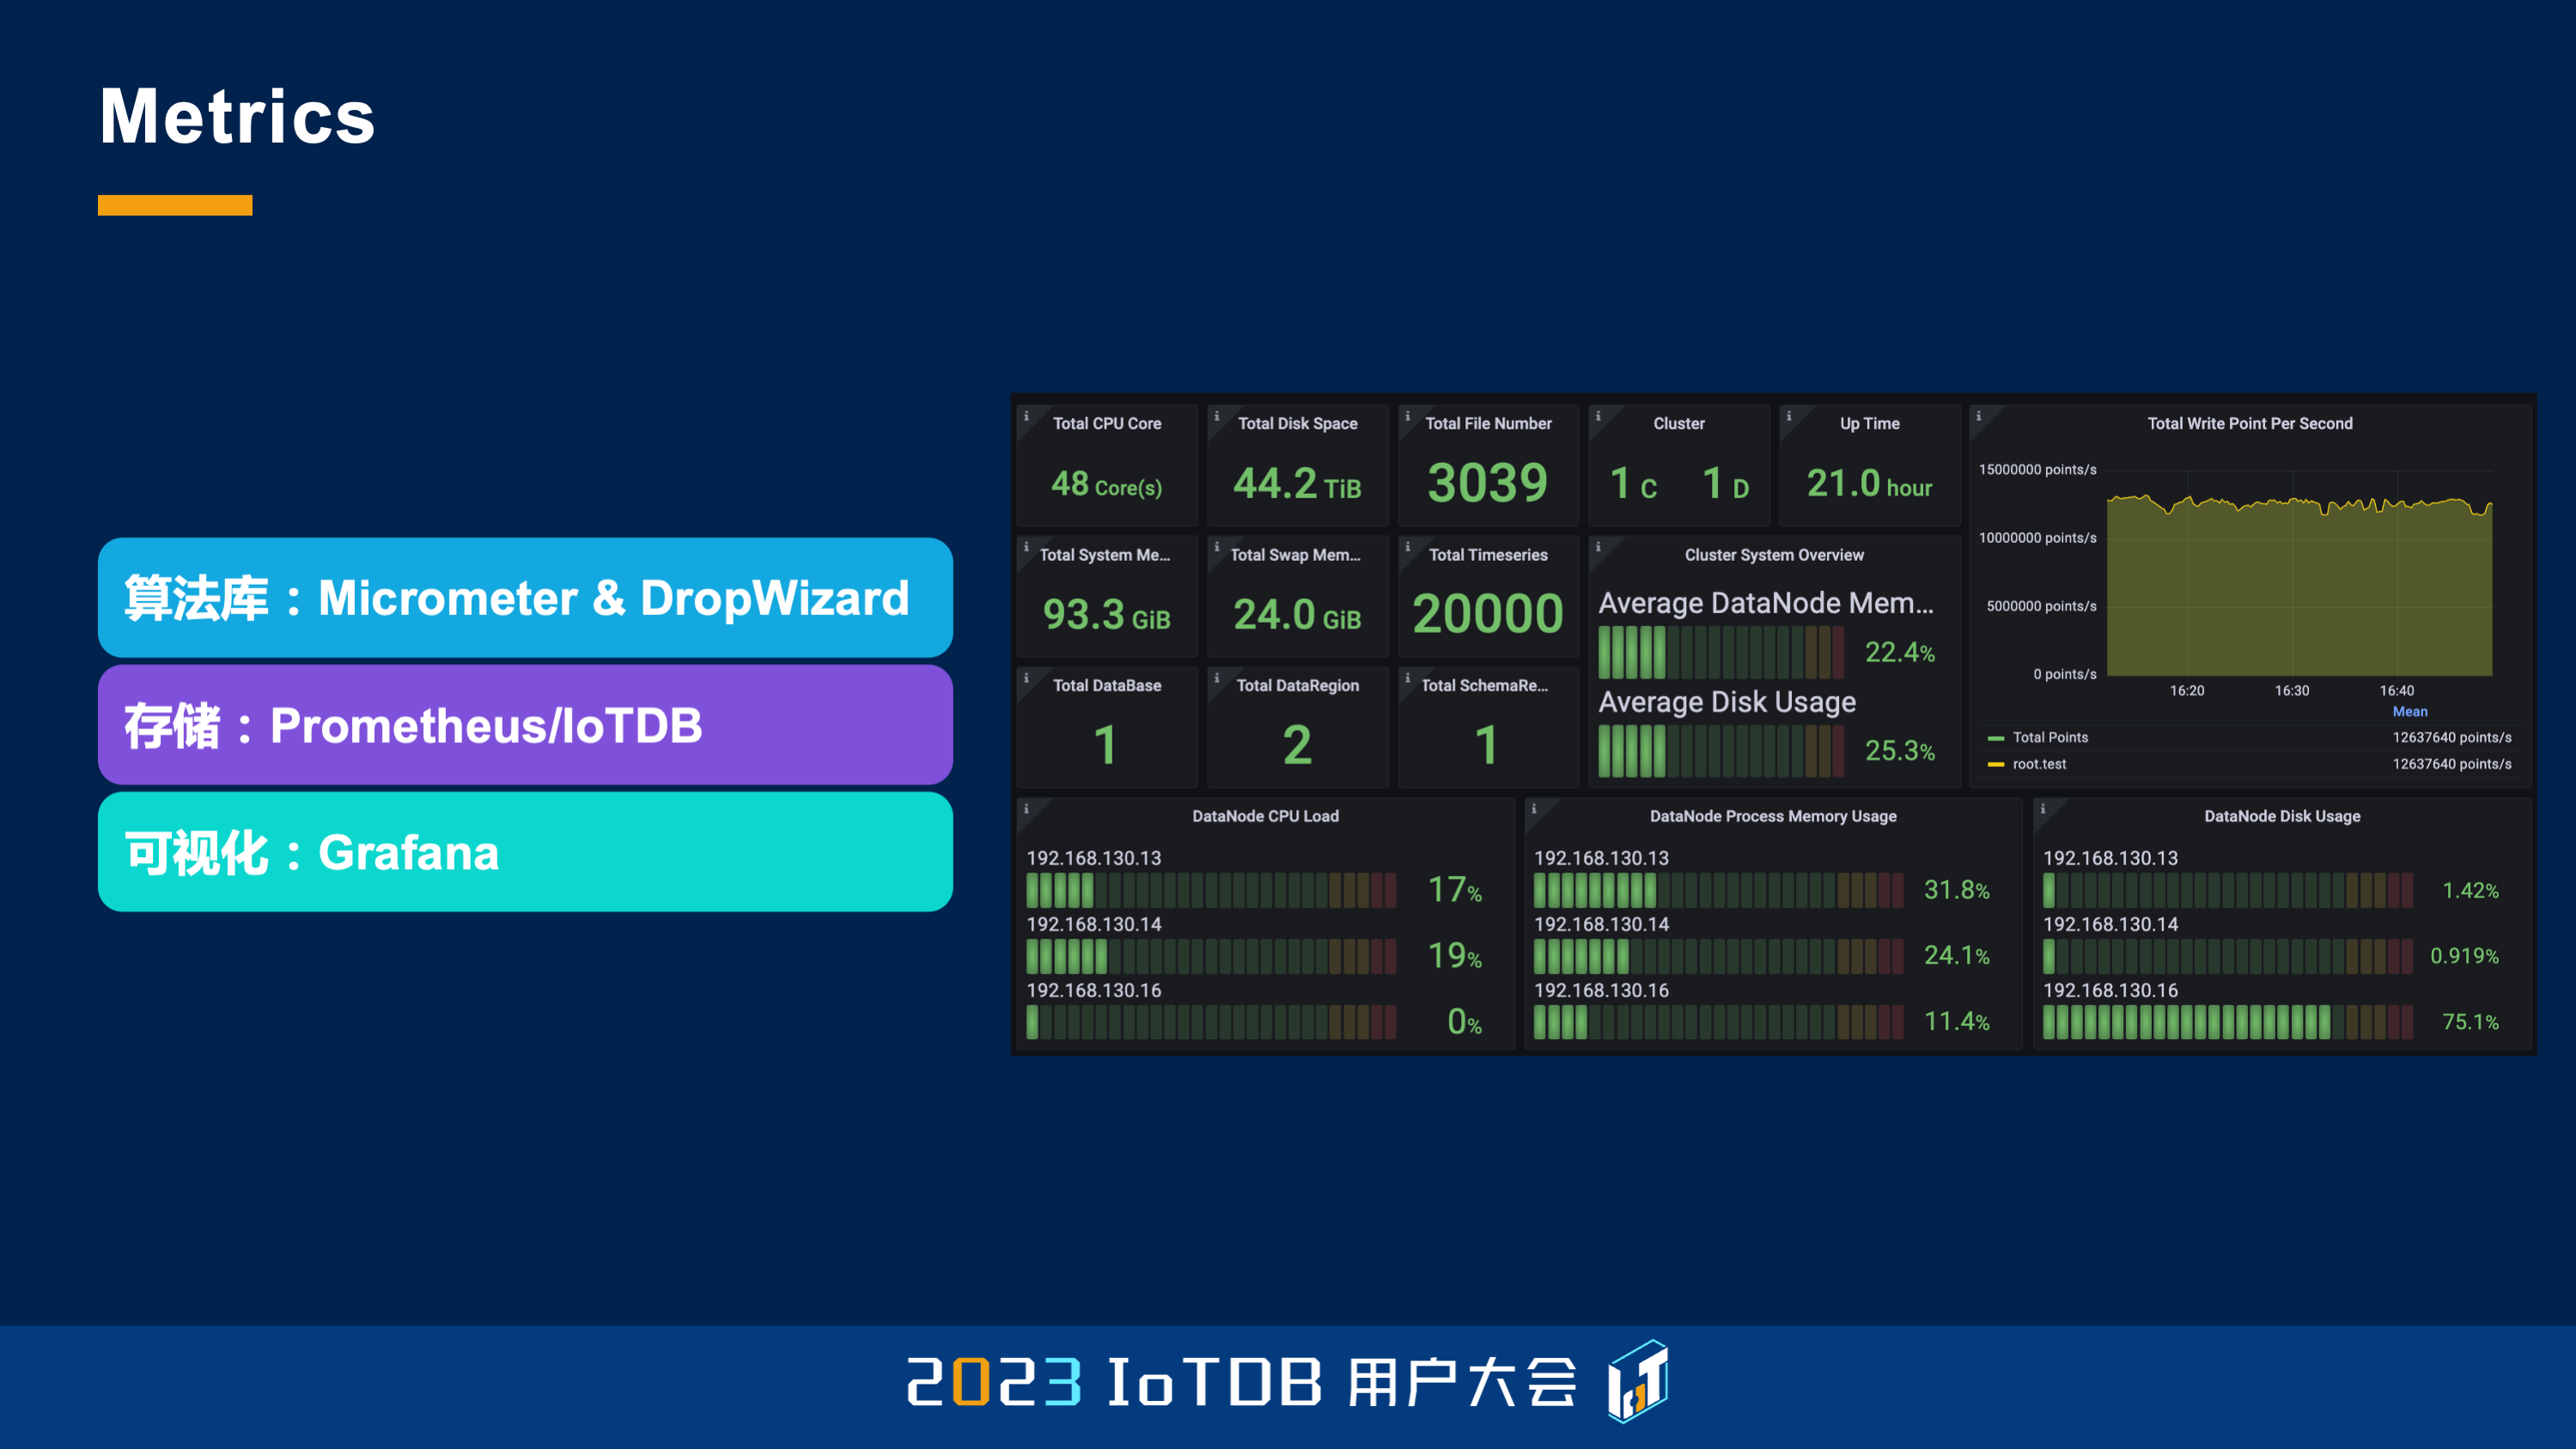 Metrics
算法库：Micrometer & DropWizard
存储：Prometheus/IoTDB
可视化：Grafana
Total CPU Core
48 Core(s)
Total Disk Space
44.2 TiB
Total File Number
3039
Cluster
1 C 1 D
Up Time
21.0 hour
Total System Me...
93.3 GiB
Total Swap Mem...
24.0 GiB
Total Timeseries
20000
Total DataBase
1
Total DataRegion
2
Total SchemaRe...
1
Cluster System Overview
Average DataNode Mem...
22.4%
Average Disk Usage
25.3%
Total Write Point Per Second
15000000 points/s
10000000 points/s
5000000 points/s
0 points/s
16:20 16:30 16:40
Mean
Total Points 12637640 points/s
root.test 12637640 points/s
DataNode CPU Load
192.168.130.13
17%
192.168.130.14
19%
192.168.130.16
0%
DataNode Process Memory Usage
192.168.130.13
31.8%
192.168.130.14
24.1%
192.168.130.16
11.4%
DataNode Disk Usage
192.168.130.13
1.42%
192.168.130.14
0.919%
192.168.130.16
75.1%
2023 IoTDB 用户大会